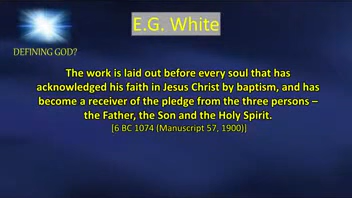 E.G. White
DEFINING GOD?
The work is laid out before every soul that has
acknowledged his faith in Jesus Christ by baptism, and has
become a receiver of the pledge from the three persons –
the Father, the Son and the Holy Spirit.
[6 BC 1074 (Manuscript 57, 1900)]